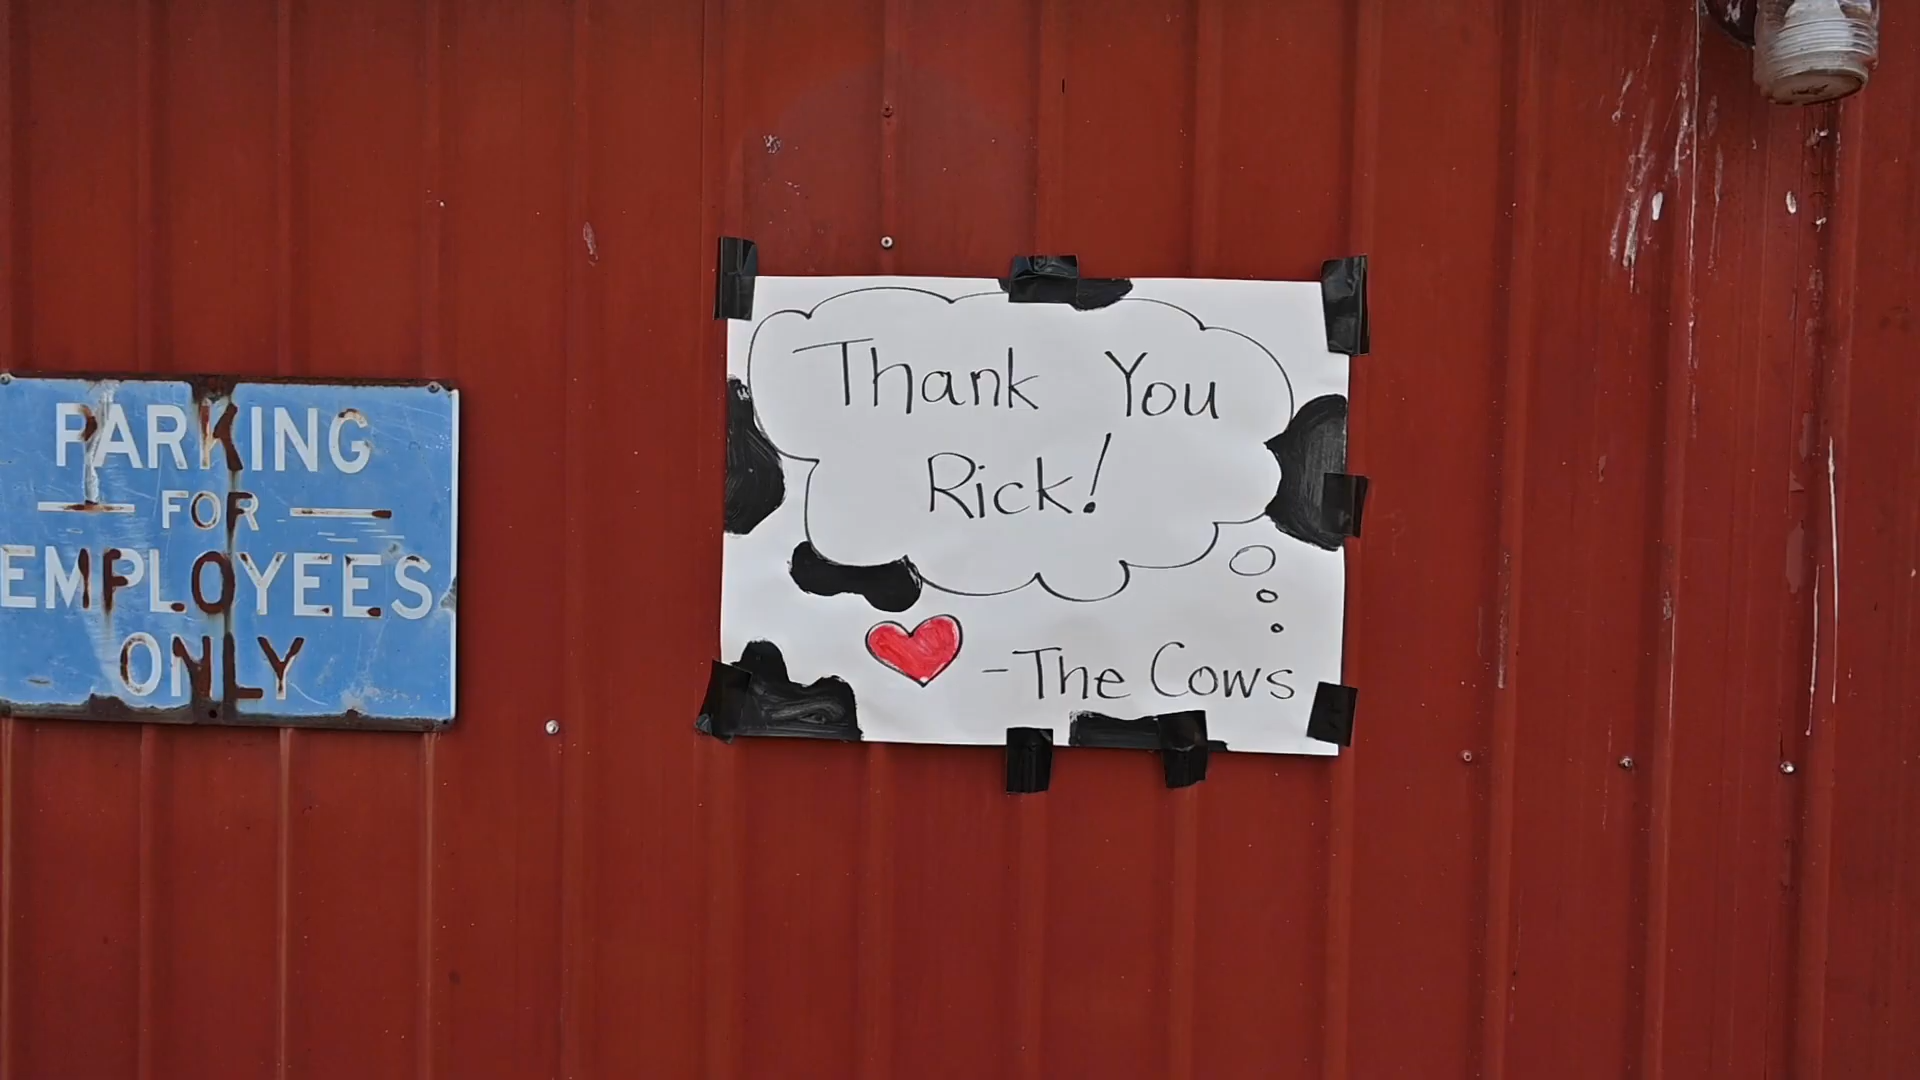 PARKING
FOR
EMPLOYEES
ONLY
Thank You
Rick!
-The Cows